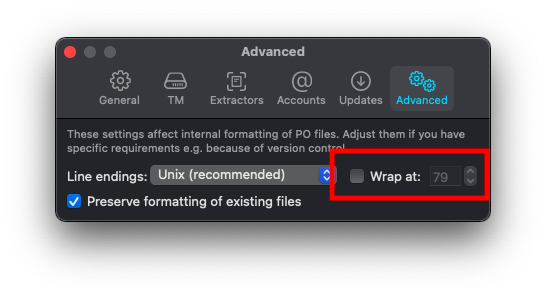 Advanced
General TM Extractors Accounts Updates Advanced
These settings affect internal formatting of PO files. Adjust them if you have
specific requirements e.g. because of version control.
Line endings: Unix (recommended) Wrap at: 79
Preserve formatting of existing files